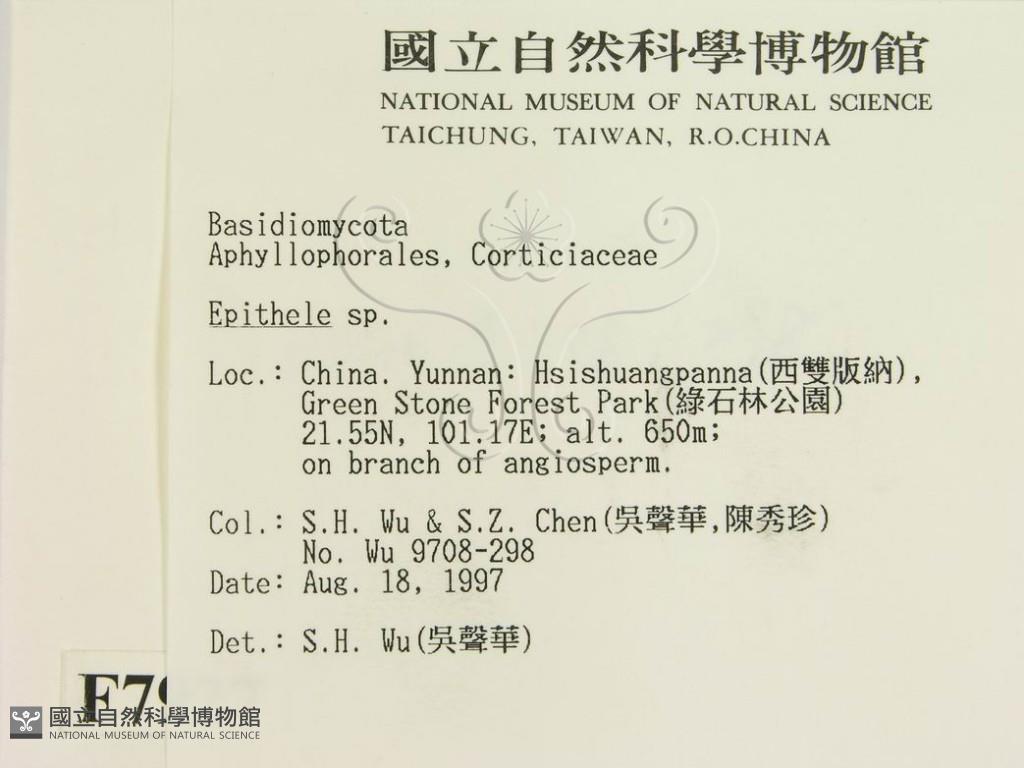 國立自然科學博物館
NATIONAL MUSEUM OF NATURAL SCIENCE
TAICHUNG, TAIWAN, R.O.CHINA
Basidiomycota
Aphyllophorales, Corticiaceae
Epithele sp.
Loc.: China. Yunnan: Hsishuangpanna(西雙版納),
Green Stone Forest Park(綠石林公園)
21.55N, 101.17E; alt. 650m;
on branch of angiosperm.
Col.: S.H. Wu & S.Z. Chen(吳聲華,陳秀珍)
No. Wu 9708-298
Date: Aug. 18, 1997
Det.: S.H. Wu(吳聲華)
國立自然科學博物館
NATIONAL MUSEUM OF NATURAL SCIENCE